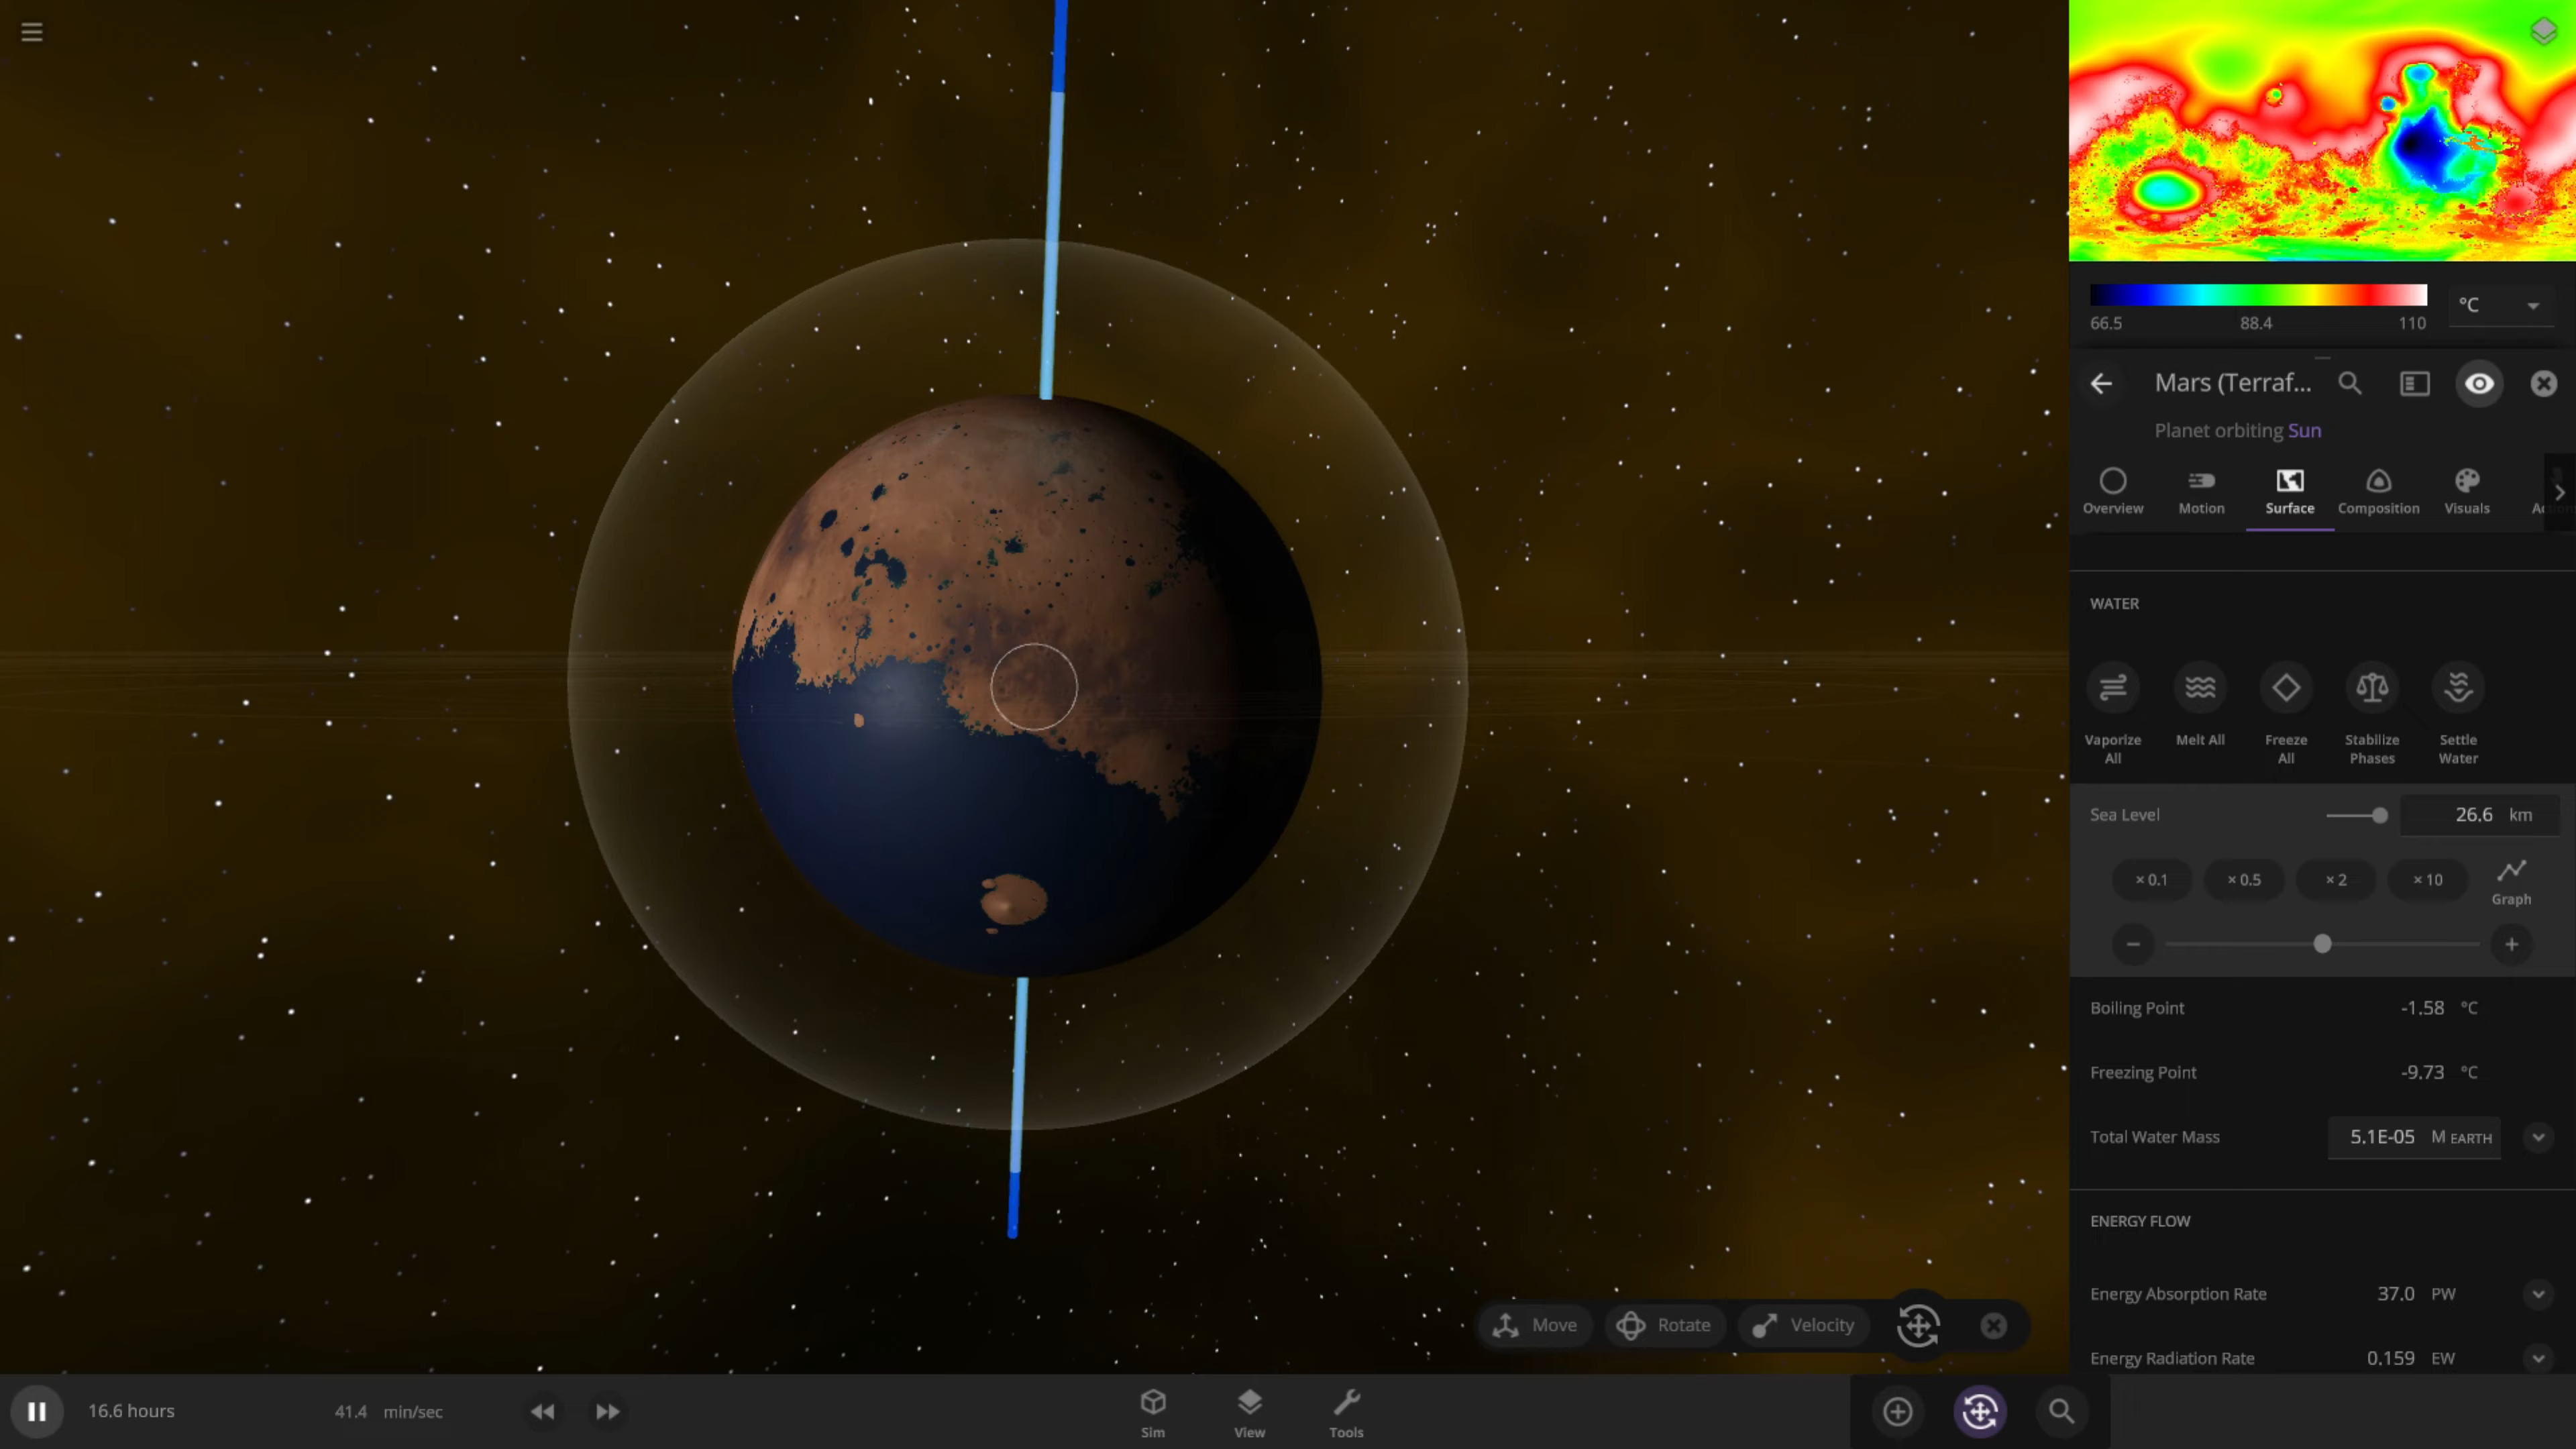 66.5 88.4 110 °C
Mars (Terraf...
Planet orbiting Sun
Overview Motion Surface Composition Visuals
WATER
Vaporize All Melt All Freeze All Stabilize Phases Settle Water
Sea Level 26.6 km
× 0.1 × 0.5 × 2 × 10 Graph
Boiling Point -1.58 °C
Freezing Point -9.73 °C
Total Water Mass 5.1E-05 M EARTH
ENERGY FLOW
Energy Absorption Rate 37.0 PW
Energy Radiation Rate 0.159 EW
Move Rotate Velocity
16.6 hours 41.4 min/sec Sim View Tools